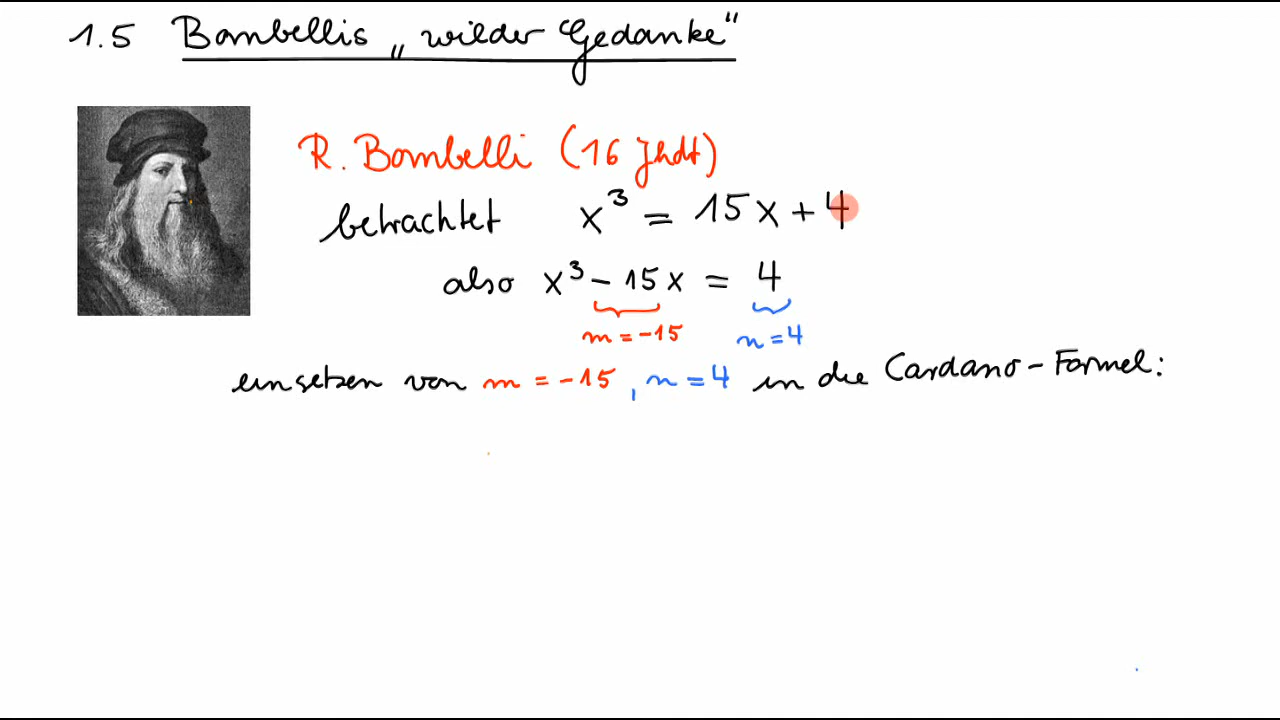 1.5 Bombellis „wilder Gedanke“
R. Bombelli (16 Jhdt)
betrachtet x³ = 15x + 4
also x³ - 15x = 4
m = -15 n = 4
einsetzen von m = -15, n = 4 in die Cardano-Formel: